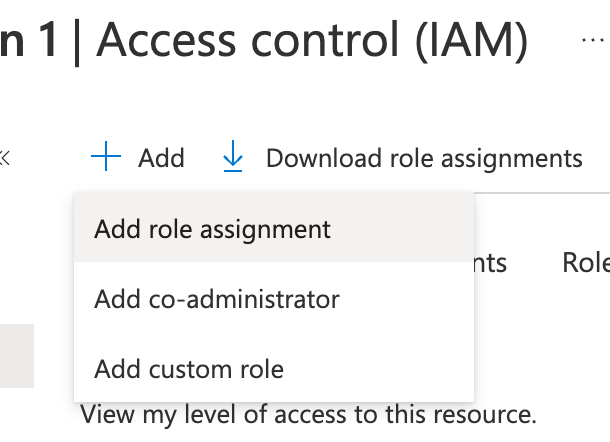 n 1 | Access control (IAM) ...
Add Download role assignments
Add role assignment
nts Role
Add co-administrator
Add custom role
View my level of access to this resource.